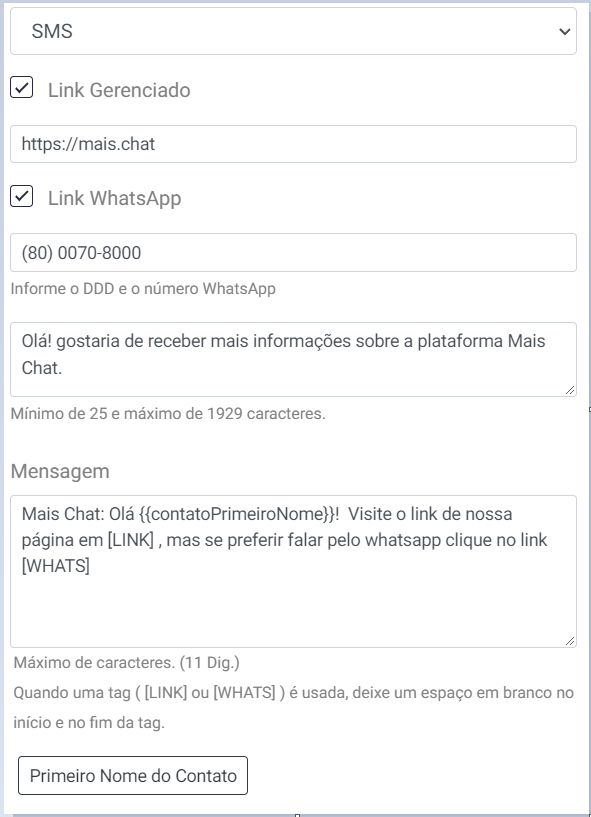 SMS
Link Gerenciado
https://mais.chat
Link WhatsApp
(80) 0070-8000
Informe o DDD e o número WhatsApp
Olá! gostaria de receber mais informações sobre a plataforma Mais
Chat.
Mínimo de 25 e máximo de 1929 caracteres.
Mensagem
Mais Chat: Olá {{contatoPrimeiroNome}}!  Visite o link de nossa
página em [LINK] , mas se preferir falar pelo whatsapp clique no link
[WHATS]
Máximo de caracteres. (11 Dig.)
Quando uma tag ( [LINK] ou [WHATS] ) é usada, deixe um espaço em branco no
início e no fim da tag.
Primeiro Nome do Contato